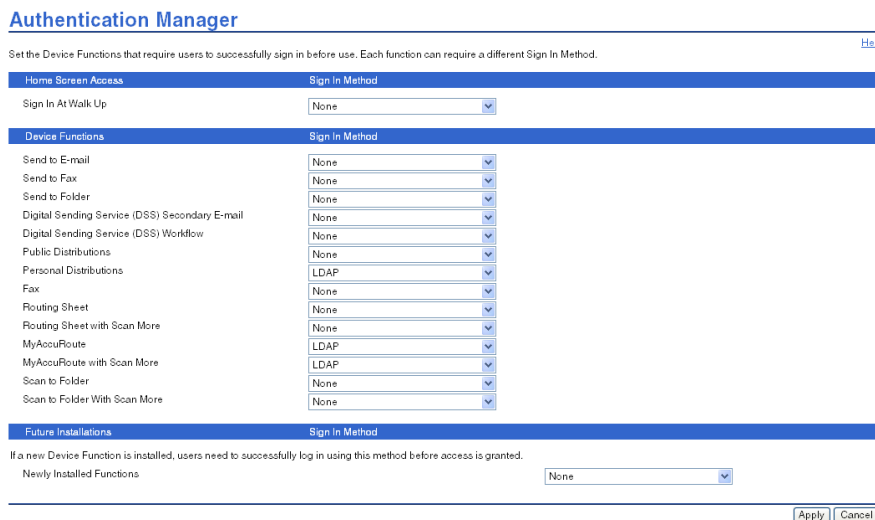 Authentication Manager
He
Set the Device Functions that require users to successfully sign in before use. Each function can require a different Sign In Method.
Home Screen Access Sign In Method
Sign In At Walk Up None
Device Functions Sign In Method
Send to E-mail None
Send to Fax None
Send to Folder None
Digital Sending Service (DSS) Secondary E-mail None
Digital Sending Service (DSS) Workflow None
Public Distributions None
Personal Distributions LDAP
Fax None
Routing Sheet None
Routing Sheet with Scan More None
MyAccuRoute LDAP
MyAccuRoute with Scan More LDAP
Scan to Folder None
Scan to Folder With Scan More None
Future Installations Sign In Method
If a new Device Function is installed, users need to successfully log in using this method before access is granted.
Newly Installed Functions None
Apply Cancel